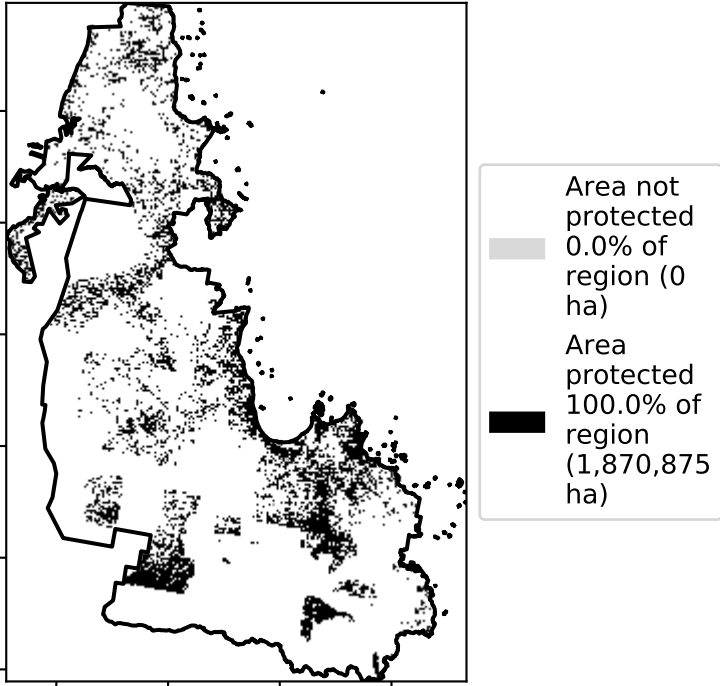 Area not
protected
0.0% of
region (0
ha)
Area
protected
100.0% of
region
(1,870,875
ha)